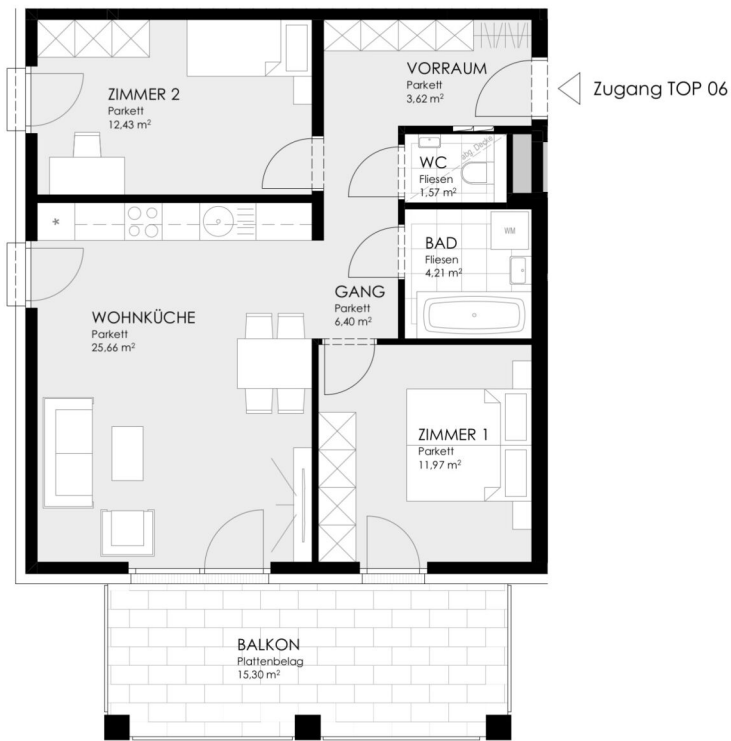 VORRAUM
Parkett
3,62 m²
Zugang TOP 06
ZIMMER 2
Parkett
12,43 m²
abg. Decke
WC
Fliesen
1,57 m²
*
WM
BAD
Fliesen
4,21 m²
GANG
Parkett
6,40 m²
WOHNKÜCHE
Parkett
25,66 m²
ZIMMER 1
Parkett
11,97 m²
BALKON
Plattenbelag
15,30 m²